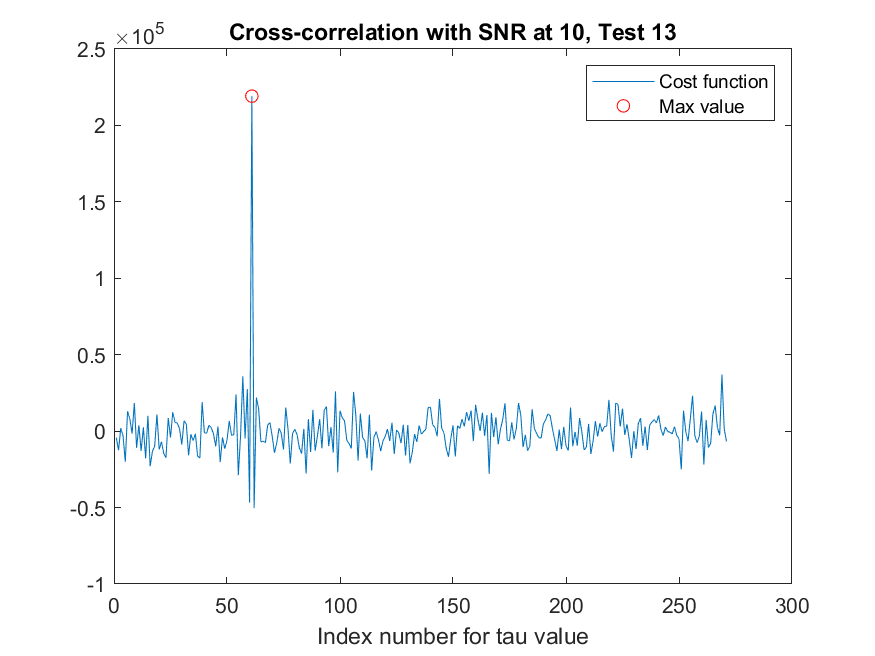 Cross-correlation with SNR at 10, Test 13
×10^5
2.5
2
1.5
1
0.5
0
-0.5
-1
Cost function
Max value
0 50 100 150 200 250 300
Index number for tau value